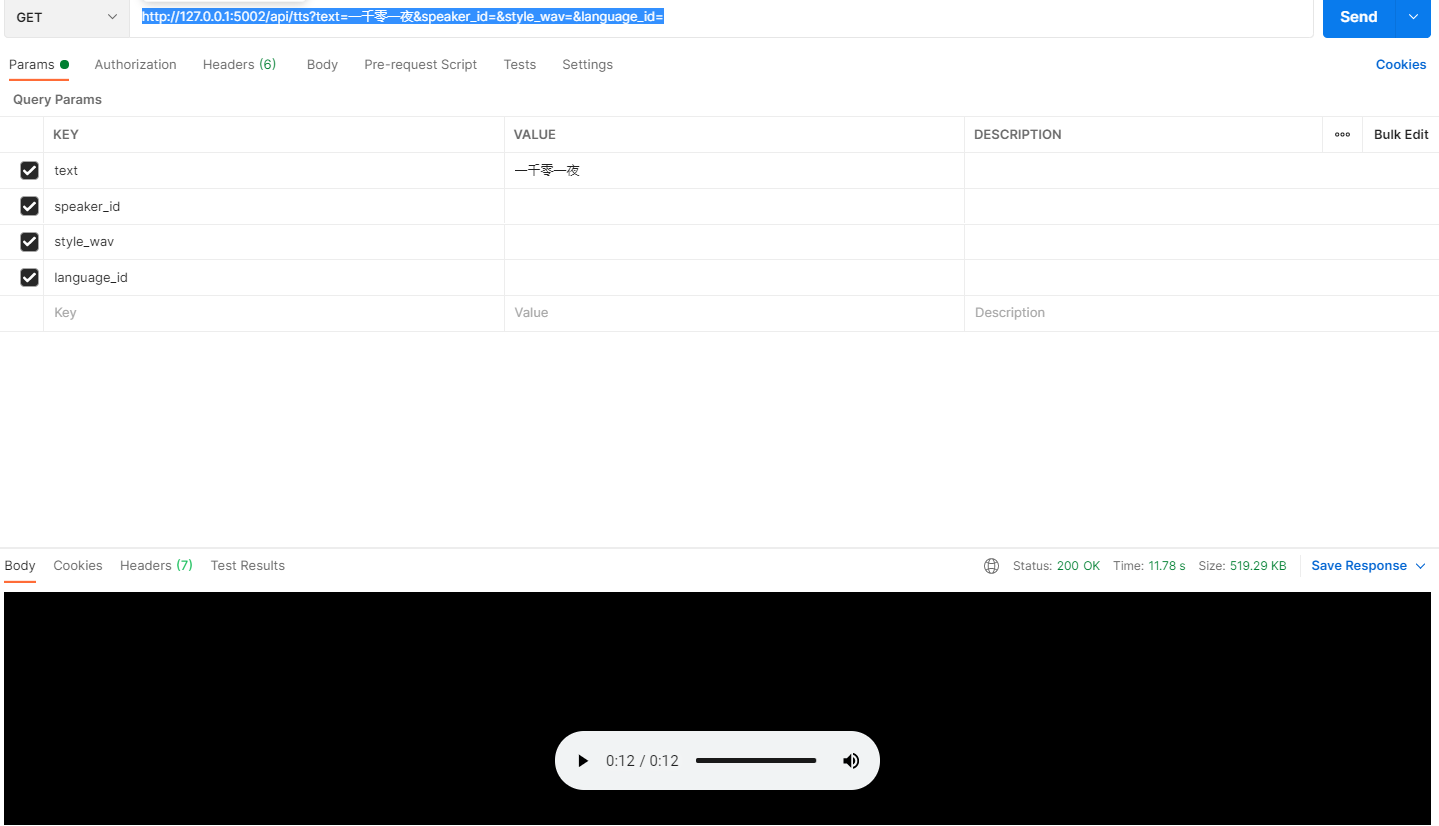 GET http://127.0.0.1:5002/api/tts?text=一千零一夜&speaker_id=&style_wav=&language_id= Send
Params Authorization Headers (6) Body Pre-request Script Tests Settings Cookies
Query Params
KEY VALUE DESCRIPTION Bulk Edit
text 一千零一夜
speaker_id
style_wav
language_id
Key Value Description
Body Cookies Headers (7) Test Results Status: 200 OK Time: 11.78 s Size: 519.29 KB Save Response
0:12 / 0:12